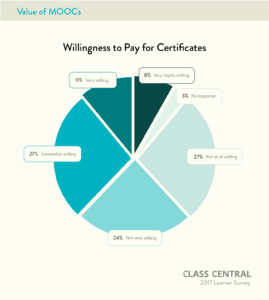 Value of MOOCs
Willingness to Pay for Certificates
8% Very highly willing
11% Very willing
3% No response
27% Somewhat willing
27% Not at all willing
24% Not very willing
CLASS CENTRAL
2017 Learner Survey